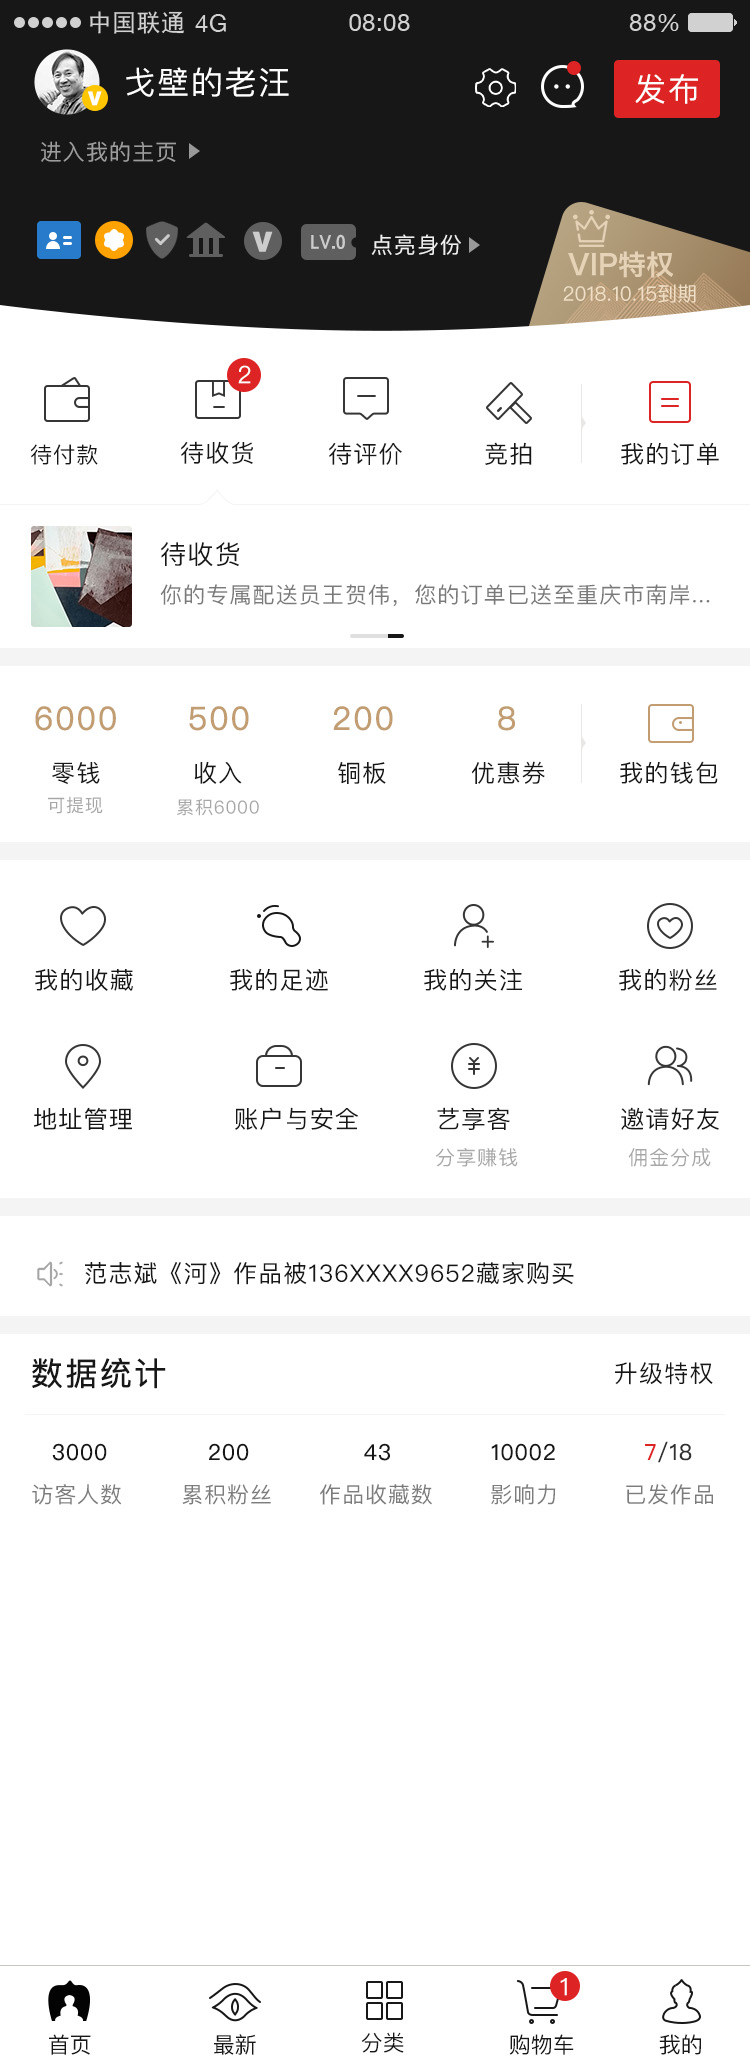 中国联通 4G 08:08 88%
戈壁的老汪
V
发布
进入我的主页
V LV.0 点亮身份
VIP特权
2018.10.15到期
2
待付款 待收货 待评价 竞拍 我的订单
待收货
你的专属配送员王贺伟，您的订单已送至重庆市南岸...
6000 500 200 8
零钱 收入 铜板 优惠券 我的钱包
可提现 累积6000
我的收藏 我的足迹 我的关注 我的粉丝
¥
地址管理 账户与安全 艺享客 邀请好友
分享赚钱 佣金分成
范志斌《河》作品被136XXXX9652藏家购买
数据统计 升级特权
3000 200 43 10002 7/18
访客人数 累积粉丝 作品收藏数 影响力 已发作品
1
首页 最新 分类 购物车 我的